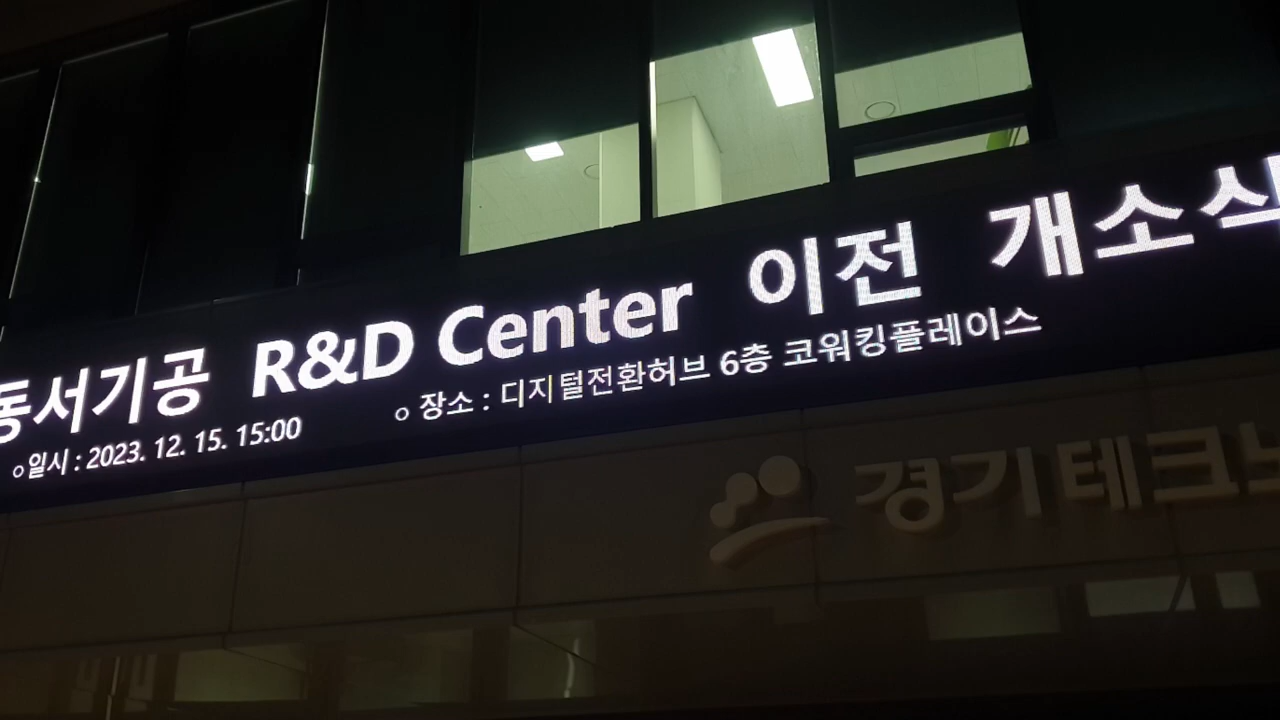 동서기공 R&D Center 이전 개소식
○일시 : 2023. 12. 15. 15:00
○ 장소 : 디지털전환허브 6층 코워킹플레이스
경기테크노